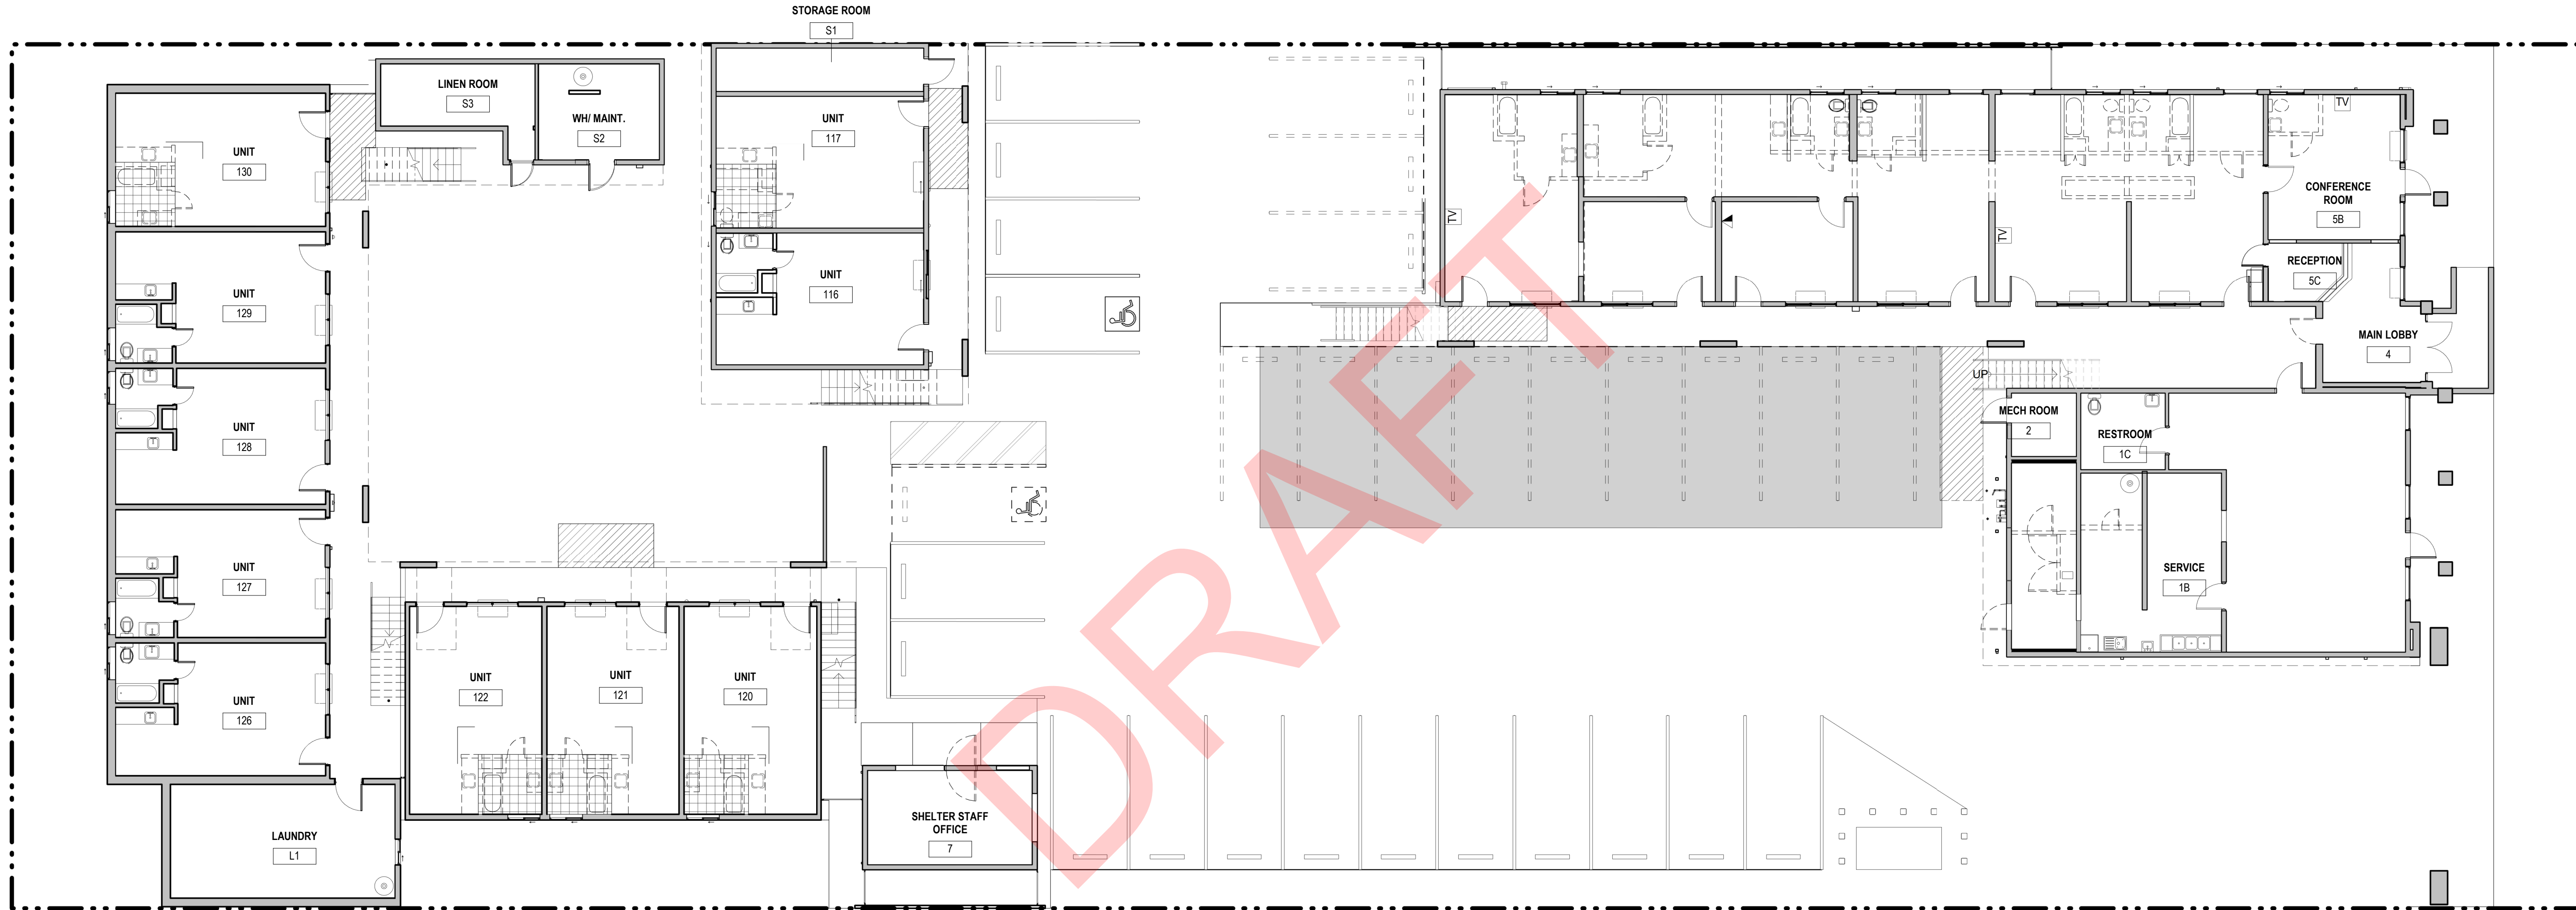 STORAGE ROOM
S1
LINEN ROOM
S3
WH/ MAINT.
S2
UNIT
130
UNIT
117
UNIT
129
UNIT
116
UNIT
128
UNIT
127
UNIT
126
UNIT
122
UNIT
121
UNIT
120
LAUNDRY
L1
SHELTER STAFF
OFFICE
7
TV
TV
TV
CONFERENCE
ROOM
5B
RECEPTION
5C
MAIN LOBBY
4
UP
MECH ROOM
2
RESTROOM
1C
SERVICE
1B
DRAFT